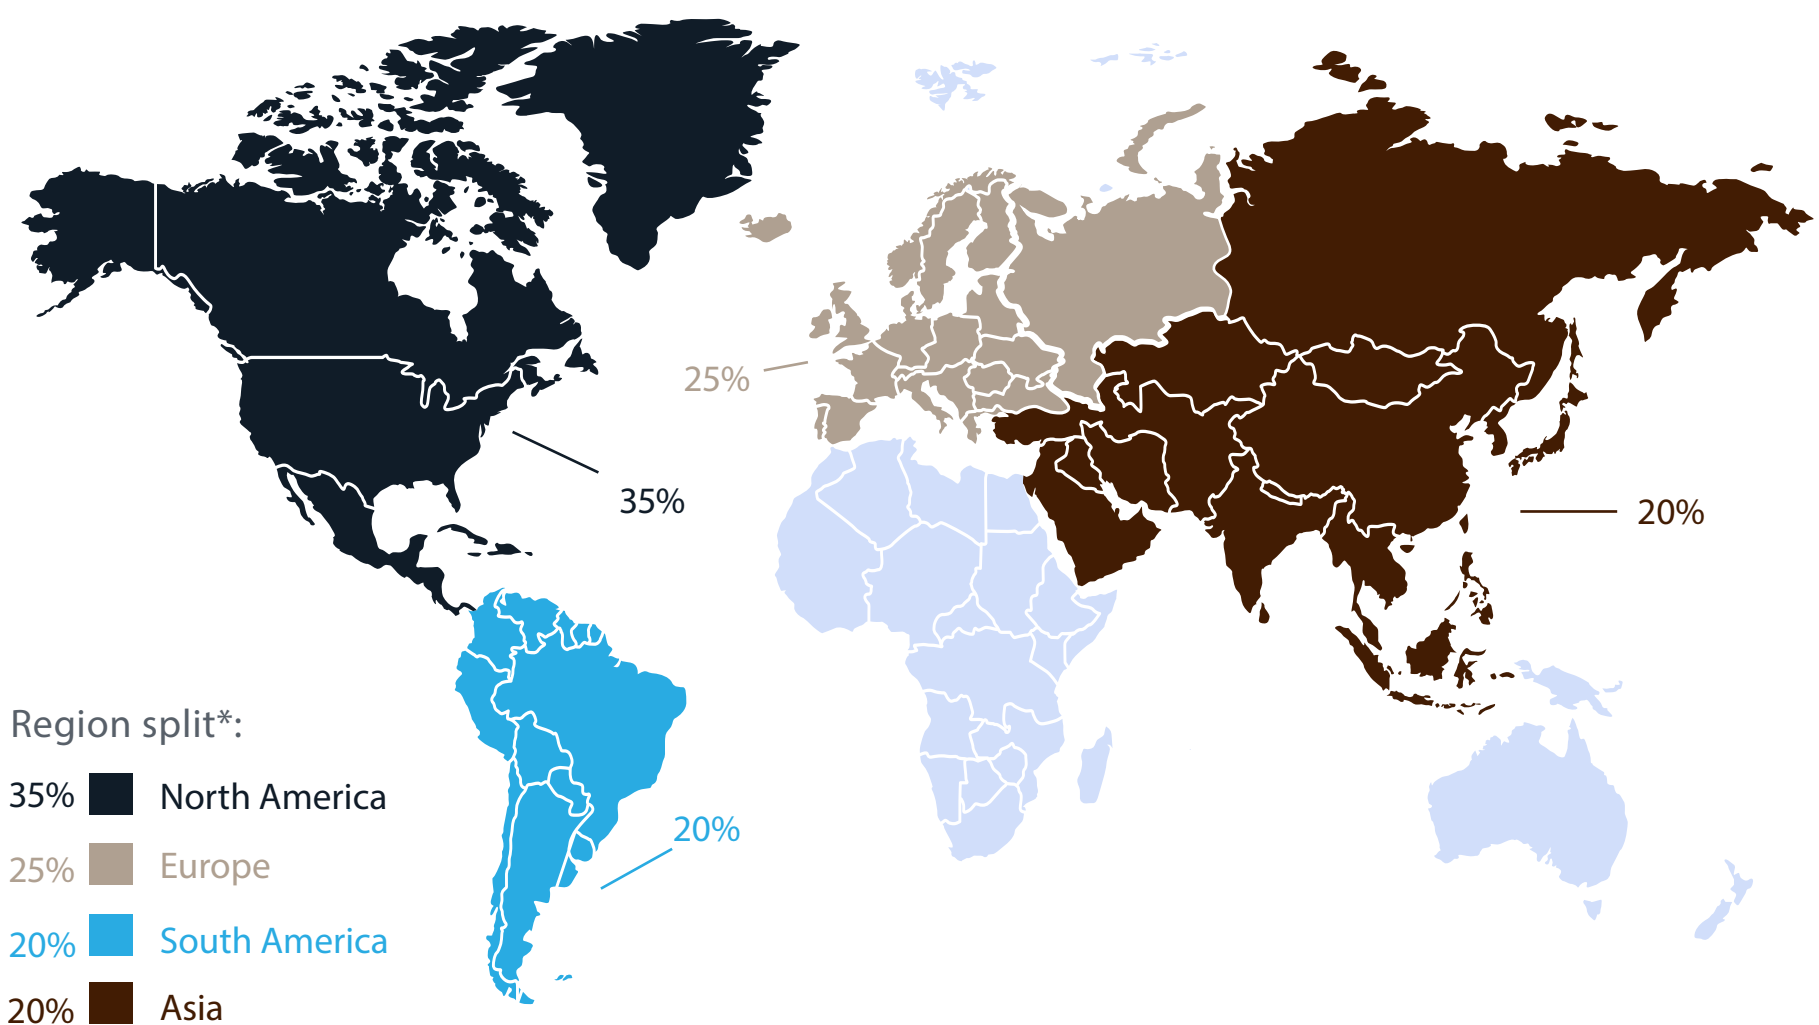 25%
35%
20%
20%
Region split*:
35% North America
25% Europe
20% South America
20% Asia